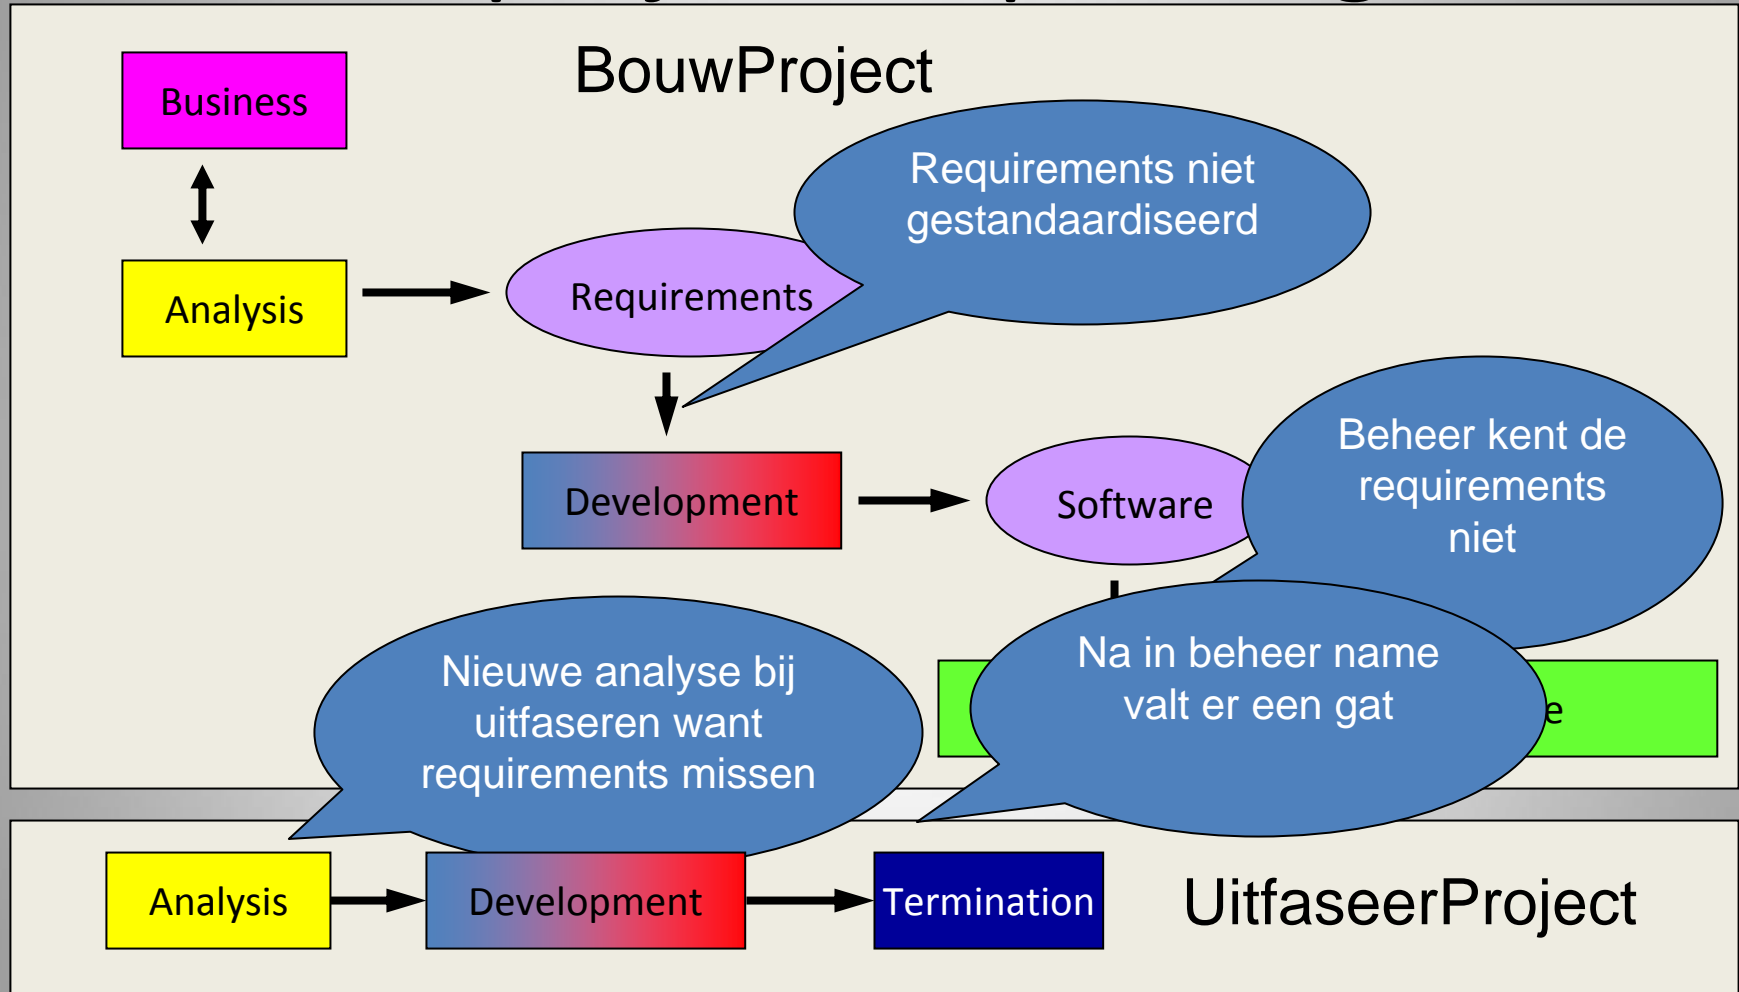 BouwProject
Business
Requirements niet
gestandaardiseerd
Analysis
Requirements
Beheer kent de
requirements
niet
Development
Software
Na in beheer name
valt er een gat
Nieuwe analyse bij
uitfaseren want
requirements missen
e
Analysis
Development
Termination
UitfaseerProject